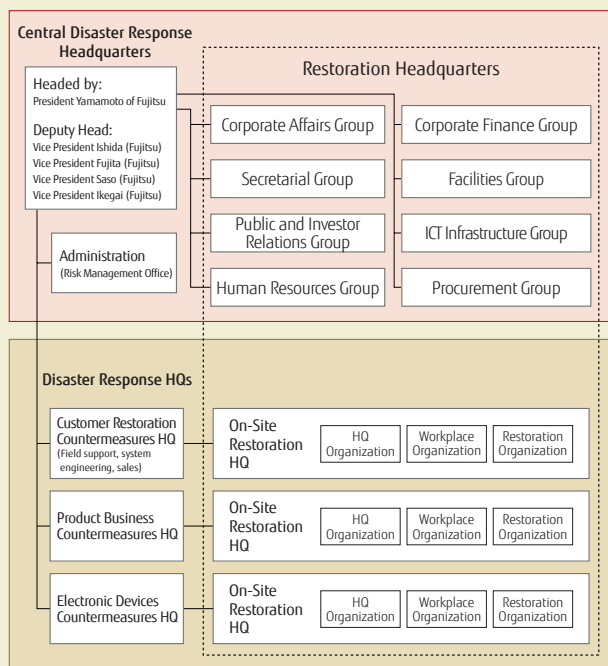 Central Disaster Response
Headquarters
Headed by:
President Yamamoto of Fujitsu
Deputy Head:
Vice President Ishida (Fujitsu)
Vice President Fujita (Fujitsu)
Vice President Saso (Fujitsu)
Vice President Ikegai (Fujitsu)
Administration
(Risk Management Office)
Restoration Headquarters
Corporate Affairs Group
Corporate Finance Group
Secretarial Group
Facilities Group
Public and Investor
Relations Group
ICT Infrastructure Group
Human Resources Group
Procurement Group
Disaster Response HQs
Customer Restoration
Countermeasures HQ
(Field support, system
engineering, sales)
On-Site
Restoration
HQ
HQ
Organization
Workplace
Organization
Restoration
Organization
Product Business
Countermeasures HQ
On-Site
Restoration
HQ
HQ
Organization
Workplace
Organization
Restoration
Organization
Electronic Devices
Countermeasures HQ
On-Site
Restoration
HQ
HQ
Organization
Workplace
Organization
Restoration
Organization